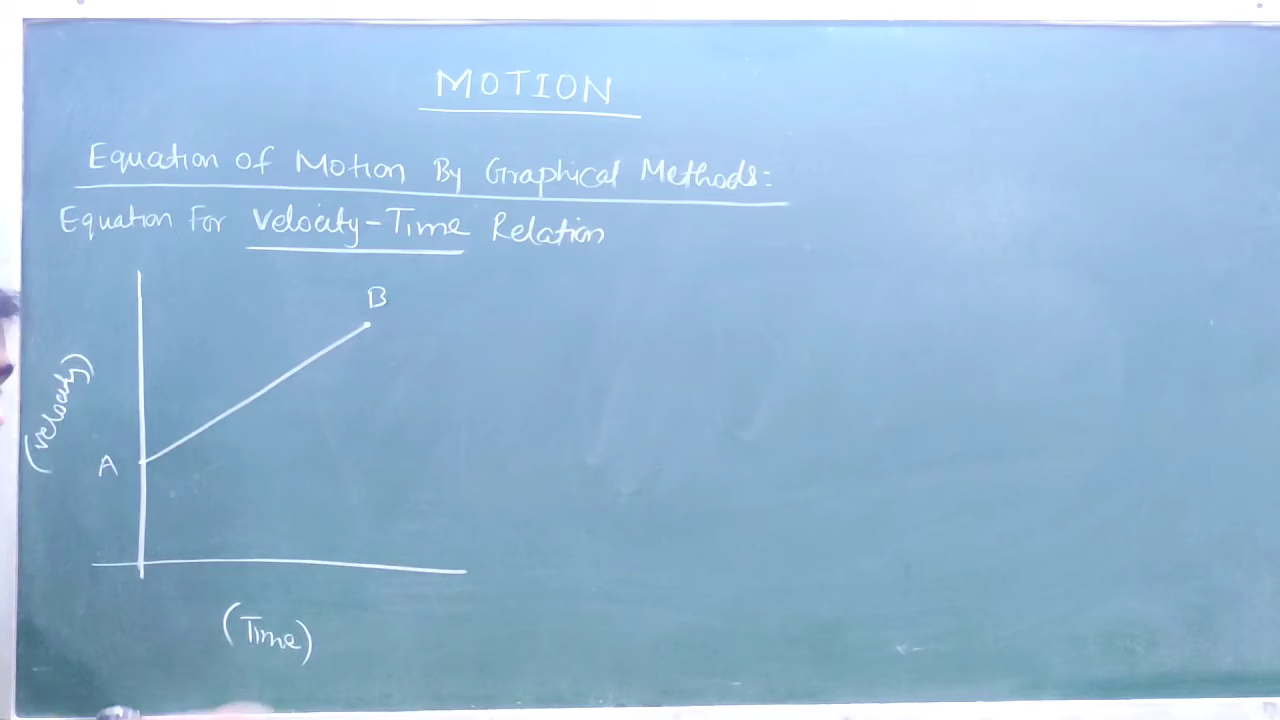 MOTION
Equation of Motion By Graphical Methods:
Equation For Velocity-Time Relation
B
(velocity)
A
(Time)